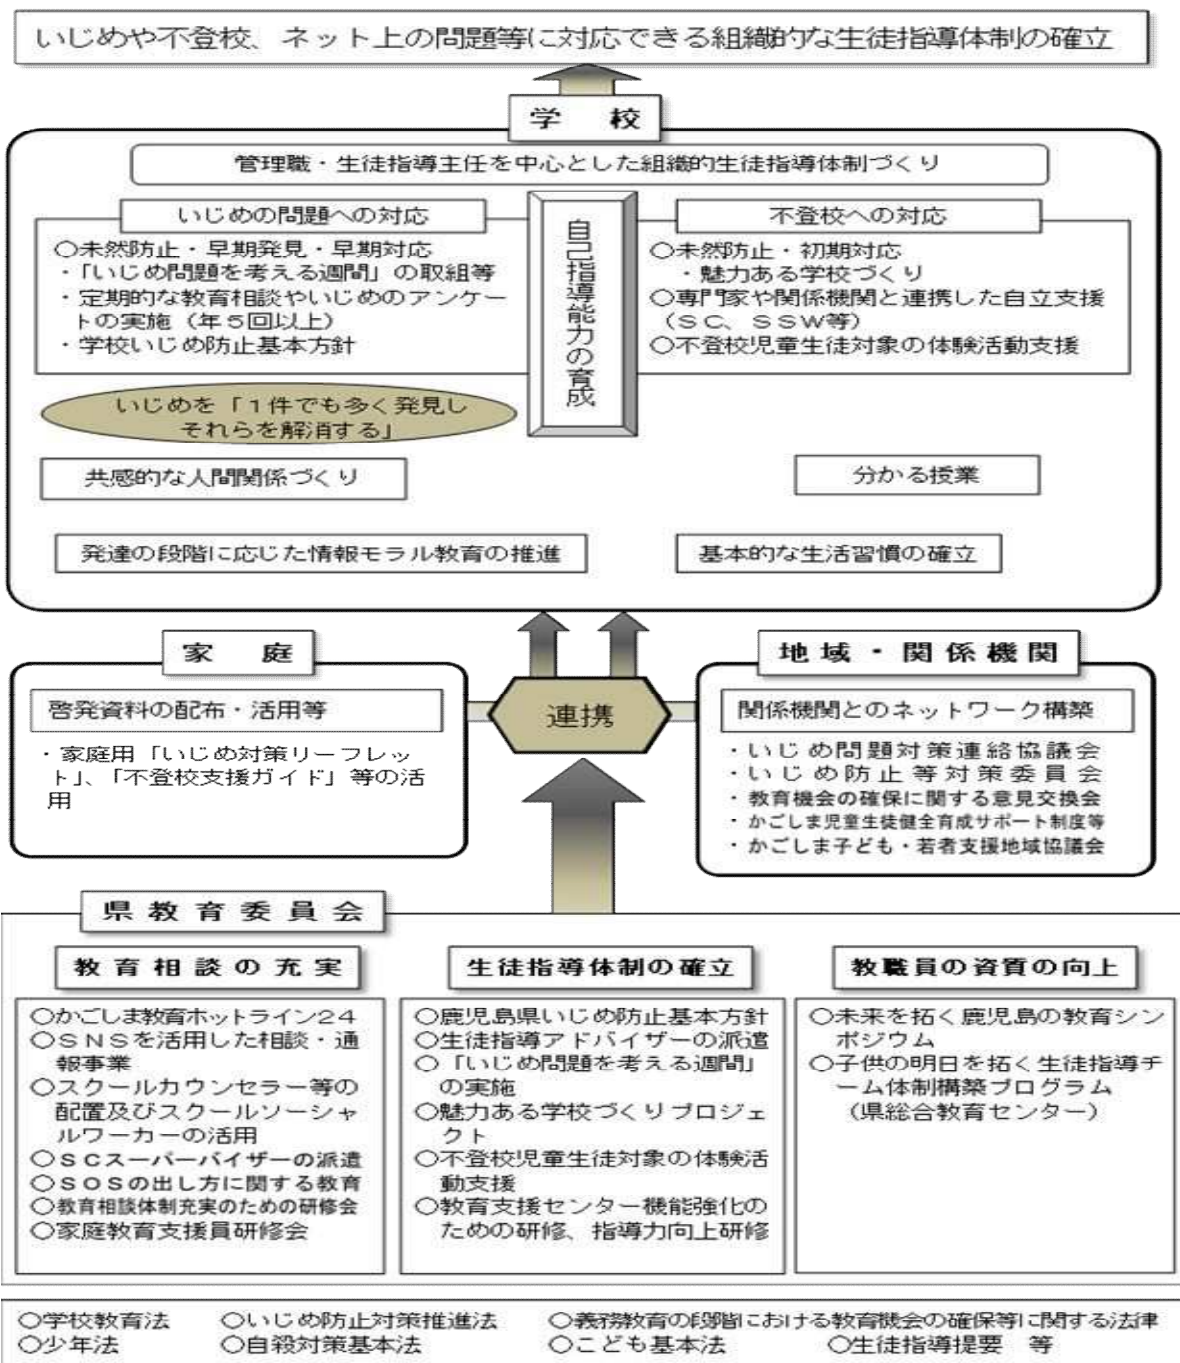 いじめや不登校、ネット上の問題等に対応できる組織的な生徒指導体制の確立
学　校
管理職・生徒指導主任を中心とした組織的生徒指導体制づくり
いじめの問題への対応
○未然防止・早期発見・早期対応
・「いじめ問題を考える週間」の取組等
・定期的な教育相談やいじめのアンケー
トの実施（年５回以上）
・学校いじめ防止基本方針
自己指導能力の育成
不登校への対応
○未然防止・初期対応
・魅力ある学校づくり
○専門家や関係機関と連携した自立支援
（ＳＣ、ＳＳＷ等）
○不登校児童生徒対象の体験活動支援
いじめを「１件でも多く発見し
それらを解消する」
共感的な人間関係づくり
分かる授業
発達の段階に応じた情報モラル教育の推進
基本的な生活習慣の確立
家　庭
啓発資料の配布・活用等
・家庭用「いじめ対策リーフレッ
ト」、「不登校支援ガイド」等の活
用
連携
地域・関係機関
関係機関とのネットワーク構築
・いじめ問題対策連絡協議会
・いじめ防止等対策委員会
・教育機会の確保に関する意見交換会
・かごしま児童生徒健全育成サポート制度等
・かごしま子ども・若者支援地域協議会
県教育委員会
教育相談の充実
○かごしま教育ホットライン２４
○ＳＮＳを活用した相談・通
報事業
○スクールカウンセラー等の
配置及びスクールソーシャ
ルワーカーの活用
○ＳＣスーパーバイザーの派遣
○ＳＯＳの出し方に関する教育
○教育相談体制充実のための研修会
○家庭教育支援員研修会
生徒指導体制の確立
○鹿児島県いじめ防止基本方針
○生徒指導アドバイザーの派遣
○「いじめ問題を考える週間」
の実施
○魅力ある学校づくりプロジェ
クト
○不登校児童生徒対象の体験活
動支援
○教育支援センター機能強化の
ための研修、指導力向上研修
教職員の資質の向上
○未来を拓く鹿児島の教育シン
ポジウム
○子供の明日を拓く生徒指導チ
ーム体制構築プログラム
（県総合教育センター）
○学校教育法　○いじめ防止対策推進法　○義務教育の段階における教育機会の確保等に関する法律
○少年法　○自殺対策基本法　○こども基本法　○生徒指導提要　等